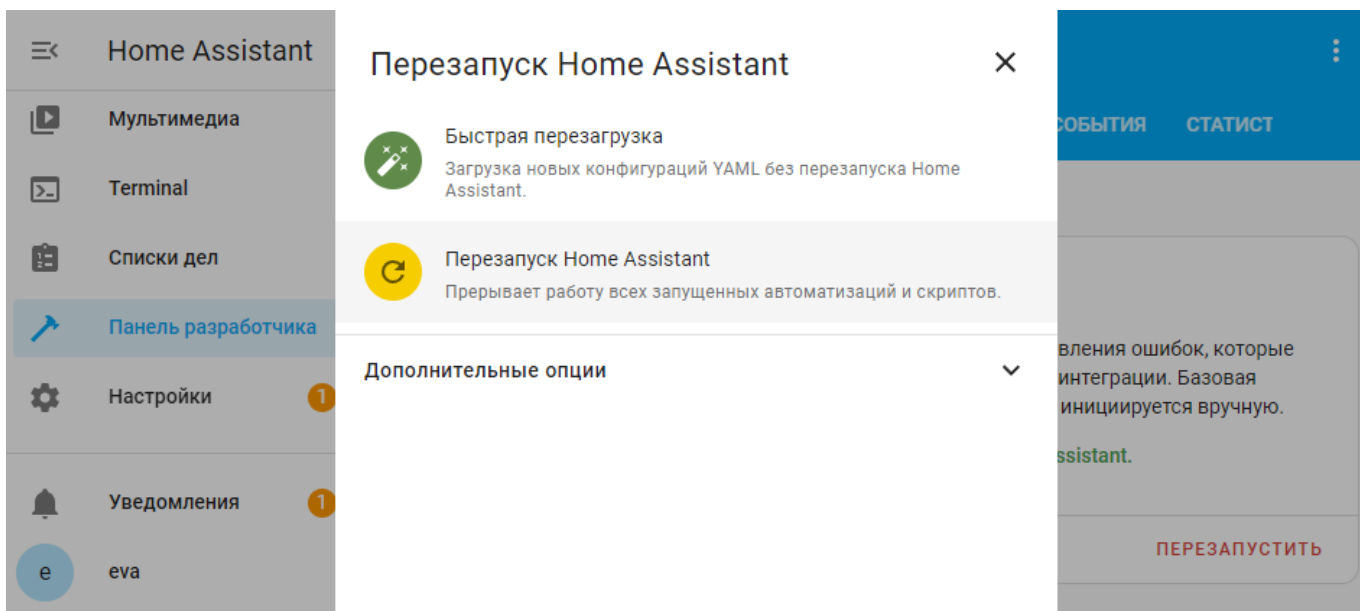 Home Assistant
Мультимедиа
Terminal
Списки дел
Панель разработчика
Настройки
1
Уведомления
1
e
eva
Перезапуск Home Assistant
Быстрая перезагрузка
Загрузка новых конфигураций YAML без перезапуска Home
Assistant.
Перезапуск Home Assistant
Прерывает работу всех запущенных автоматизаций и скриптов.
Дополнительные опции
СОБЫТИЯ
СТАТИСТ
вления ошибок, которые
интеграции. Базовая
инициируется вручную.
ssistant.
ПЕРЕЗАПУСТИТЬ